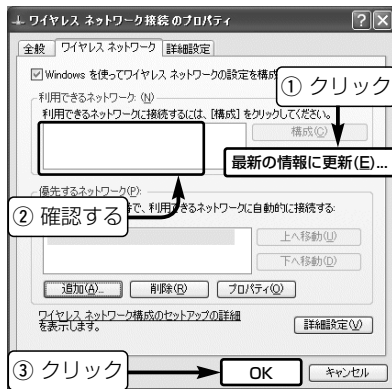 ワイヤレス ネットワーク接続 のプロパティ
全般 ワイヤレス ネットワーク 詳細設定
Windows を使ってワイヤレス ネットワークの設定を構成
① クリック
利用できるネットワーク (N)
利用できるネットワークに接続するには、[構成] をクリックしてください。
構成(C)
最新の情報に更新(E)...
優先するネットワーク(P):
② 確認する
で、利用できるネットワークに自動的に接続する:
上へ移動(U)
下へ移動(D)
追加(A)... 削除(R) プロパティ(O)
ワイヤレス ネットワーク構成のセットアップの詳細
を表示します。
詳細設定(V)
③ クリック
OK キャンセル